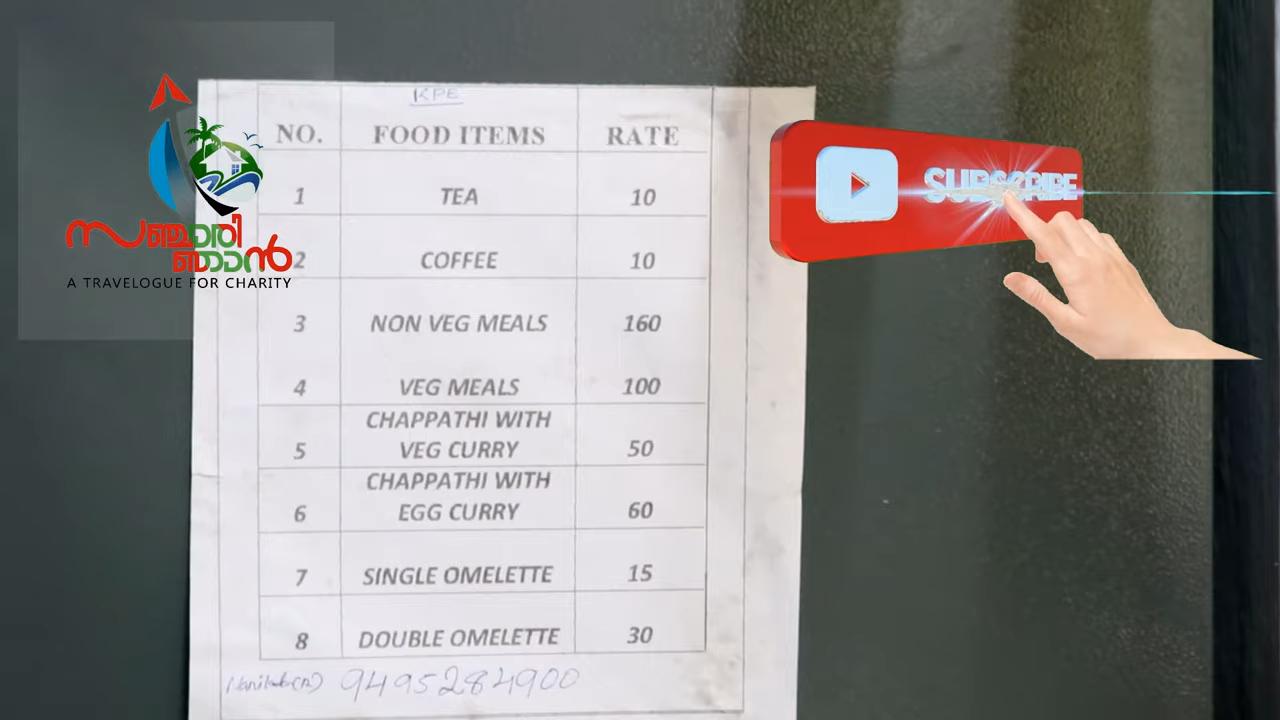 KPE
NO. FOOD ITEMS RATE
1 TEA 10
2 COFFEE 10
3 NON VEG MEALS 160
4 VEG MEALS 100
CHAPPATHI WITH
5 VEG CURRY 50
CHAPPATHI WITH
6 EGG CURRY 60
7 SINGLE OMELETTE 15
8 DOUBLE OMELETTE 30
9495284900
സഞ്ചാരി
ഞാൻ
A TRAVELOGUE FOR CHARITY
SUBSCRIBE